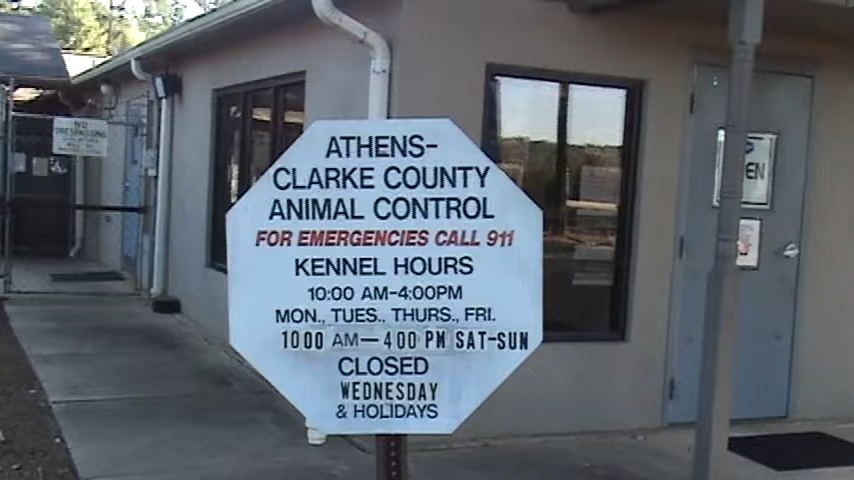 ATHENS-
CLARKE COUNTY
ANIMAL CONTROL
FOR EMERGENCIES CALL 911
KENNEL HOURS
10:00 AM-4:00PM
MON., TUES., THURS., FRI.
1000 AM—400 PM SAT-SUN
CLOSED
WEDNESDAY
& HOLIDAYS
NO
TRESPASSING